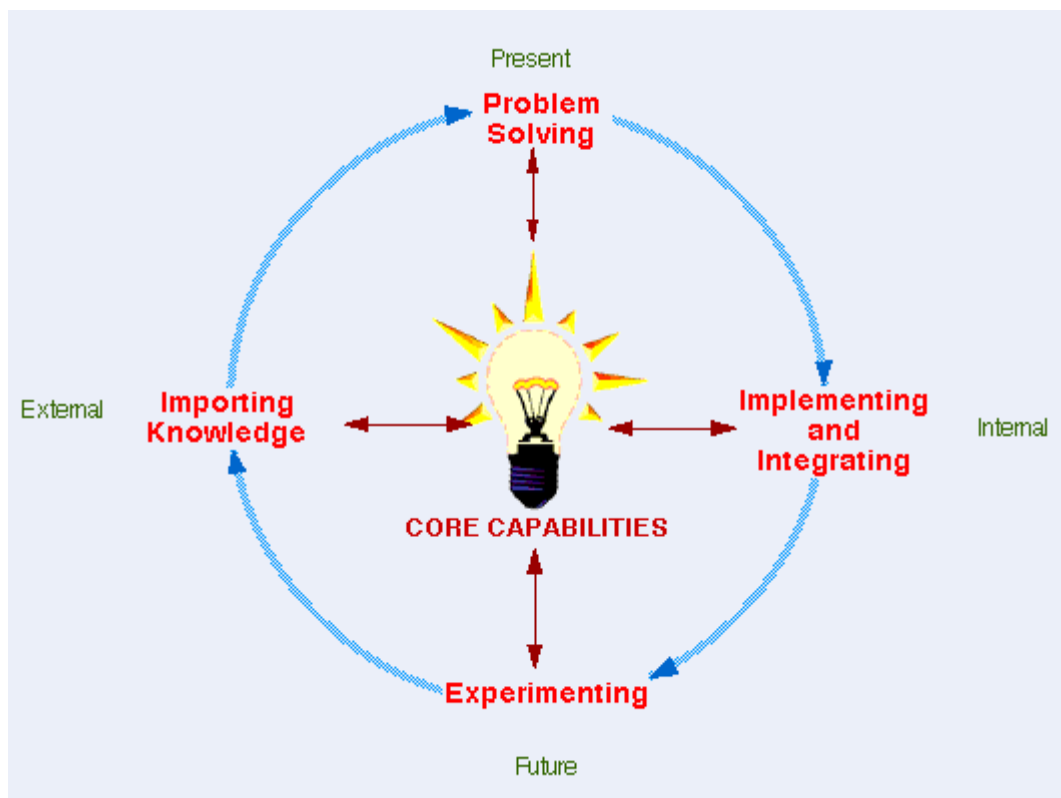 Present
Problem
Solving
External
Importing
Knowledge
Implementing
and
Integrating
Internal
CORE CAPABILITIES
Experimenting
Future